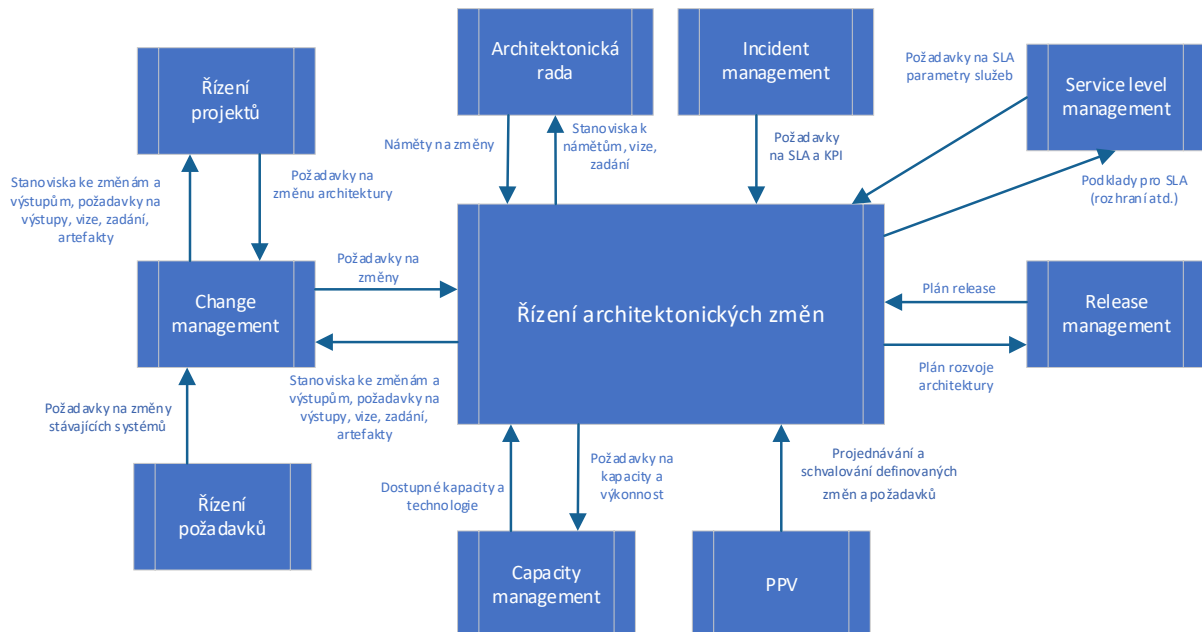 Architektonická
rada
Incident
management
Řízení
projektů
Service level
management
Požadavky na SLA
parametry služeb
Náměty na změny
Stanoviska k
námětům, vize,
zadání
Požadavky
na SLA a KPI
Stanoviska ke změnám a
výstupům, požadavky na
výstupy, vize, zadání,
artefakty
Požadavky na
změnu architektury
Podklady pro SLA
(rozhraní atd.)
Change
management
Požadavky na
změny
Řízení architektonických změn
Plán release
Release
management
Plán rozvoje
architektury
Stanoviska ke změnám a
výstupům, požadavky na
výstupy, vize, zadání,
artefakty
Požadavky na změny
stávajících systémů
Řízení
požadavků
Dostupné kapacity a
technologie
Požadavky na
kapacity a
výkonnost
Projednávání a
schvalování definovaných
změn a požadavků
Capacity
management
PPV